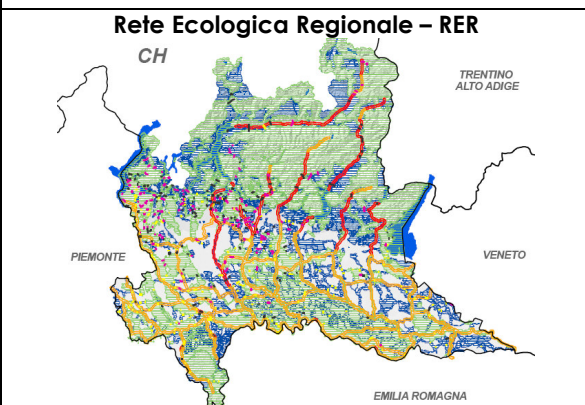 Rete Ecologica Regionale – RER
CH
TRENTINO
ALTO ADIGE
PIEMONTE
VENETO
EMILIA ROMAGNA